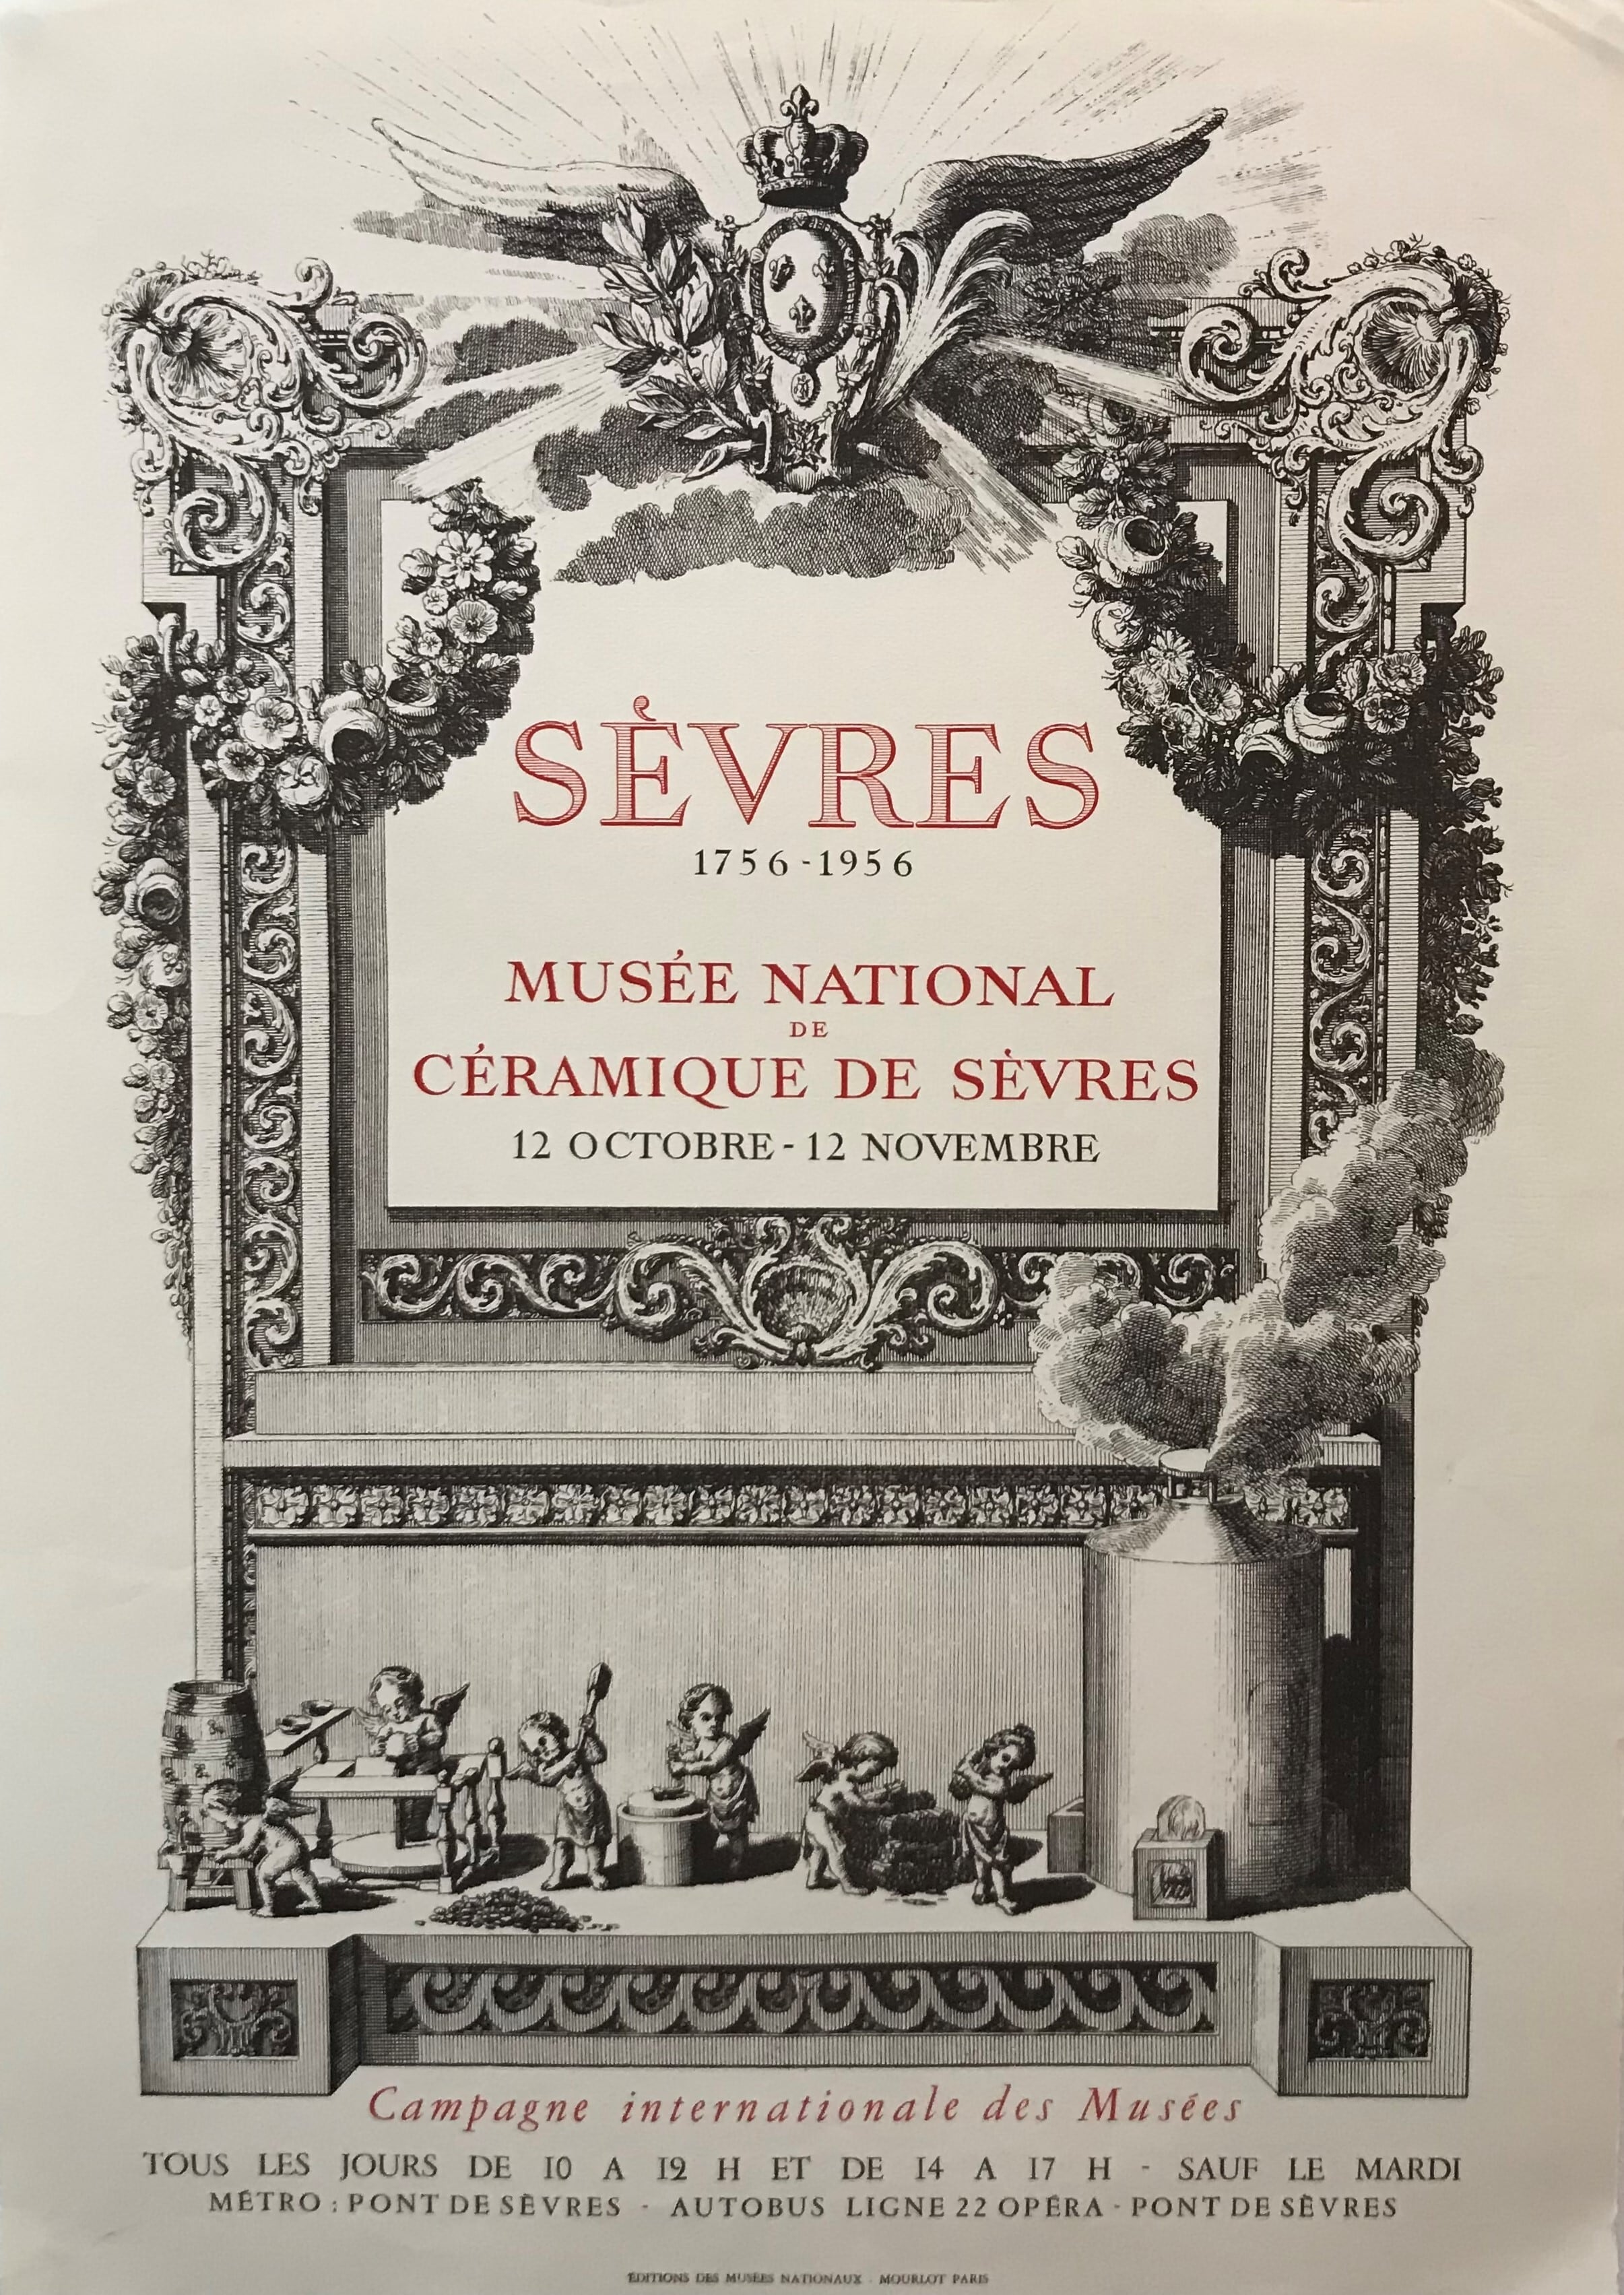 SÈVRES
1756-1956
MUSÉE NATIONAL
DE
CÉRAMIQUE DE SÈVRES
12 OCTOBRE - 12 NOVEMBRE
Campagne internationale des Musées
TOUS LES JOURS DE 10 A 12 H ET DE 14 A 17 H - SAUF LE MARDI
MÉTRO : PONT DE SÈVRES - AUTOBUS LIGNE 22 OPÉRA - PONT DE SÈVRES
ÉDITIONS DES MUSÉES NATIONAUX - MOURLOT PARIS